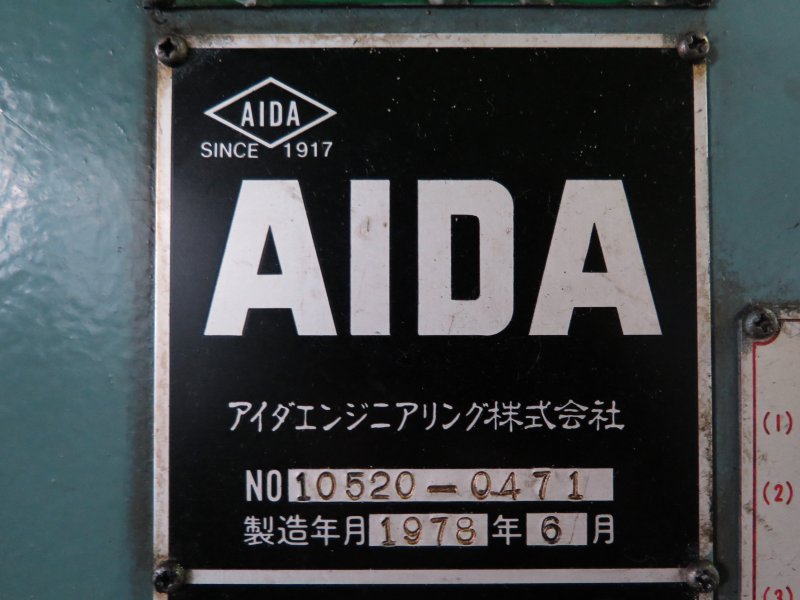 AIDA
SINCE 1917
AIDA
アイダエンジニアリング株式会社
NO 10520-0471
製造年月 1978 年 6 月
(1)
(2)
(3)